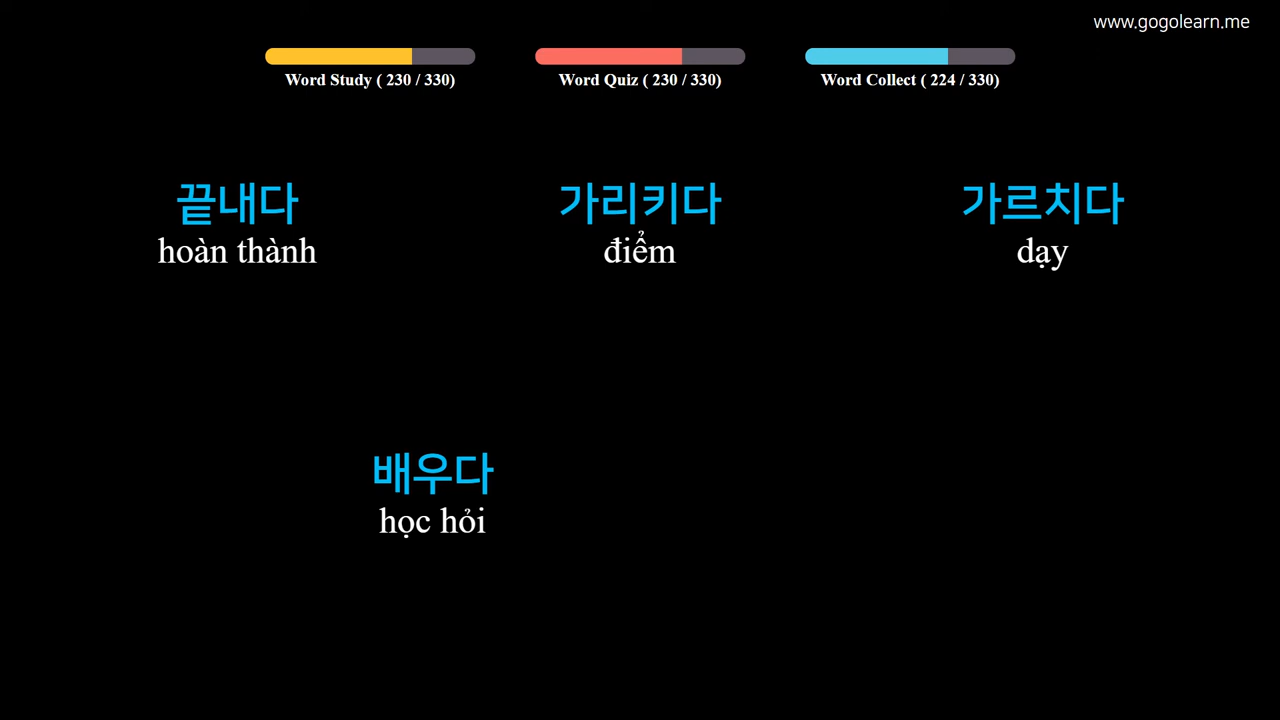 www.gogolearn.me
Word Study ( 230 / 330)
Word Quiz ( 230 / 330)
Word Collect ( 224 / 330)
끝내다
hoàn thành
가리키다
điểm
가르치다
dạy
배우다
học hỏi